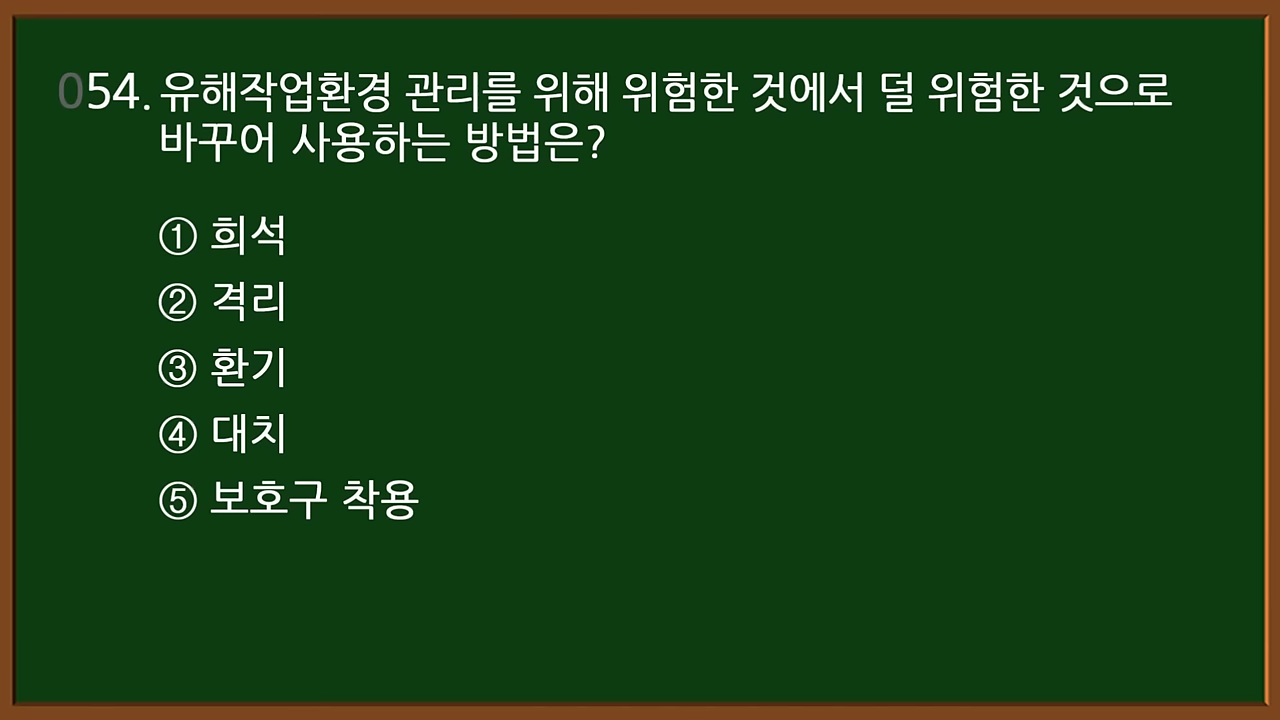 054. 유해작업환경 관리를 위해 위험한 것에서 덜 위험한 것으로
바꾸어 사용하는 방법은?
① 희석
② 격리
③ 환기
④ 대치
⑤ 보호구 착용